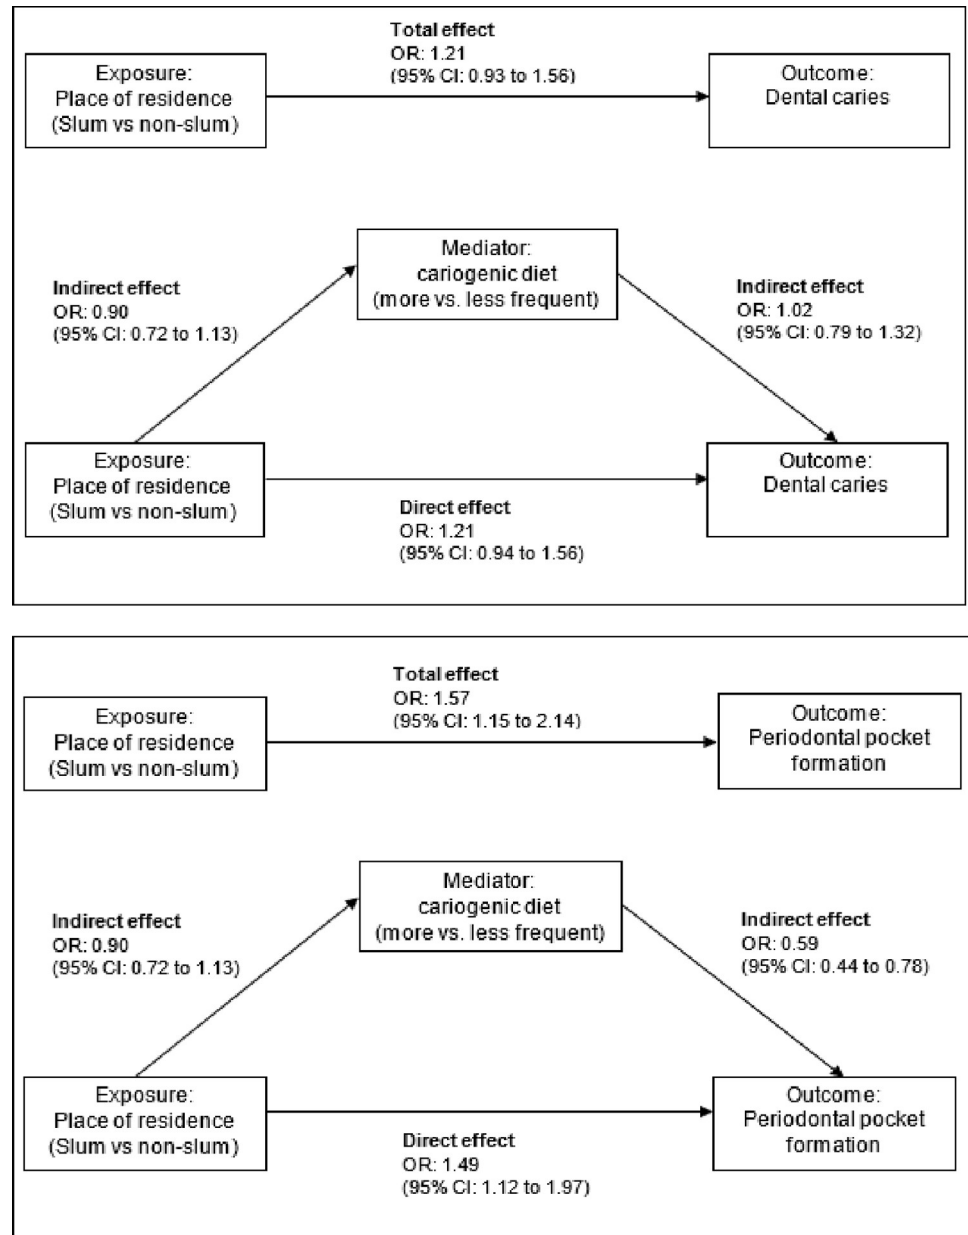 Total effect
OR: 1.21
(95% CI: 0.93 to 1.56)
Exposure:
Place of residence
(Slum vs non-slum)
Outcome:
Dental caries
Mediator:
cariogenic diet
(more vs. less frequent)
Indirect effect
OR: 0.90
(95% CI: 0.72 to 1.13)
Indirect effect
OR: 1.02
(95% CI: 0.79 to 1.32)
Exposure:
Place of residence
(Slum vs non-slum)
Outcome:
Dental caries
Direct effect
OR: 1.21
(95% CI: 0.94 to 1.56)
Total effect
OR: 1.57
(95% CI: 1.15 to 2.14)
Exposure:
Place of residence
(Slum vs non-slum)
Outcome:
Periodontal pocket
formation
Mediator:
cariogenic diet
(more vs. less frequent)
Indirect effect
OR: 0.90
(95% CI: 0.72 to 1.13)
Indirect effect
OR: 0.59
(95% CI: 0.44 to 0.78)
Exposure:
Place of residence
(Slum vs non-slum)
Outcome:
Periodontal pocket
formation
Direct effect
OR: 1.49
(95% CI: 1.12 to 1.97)